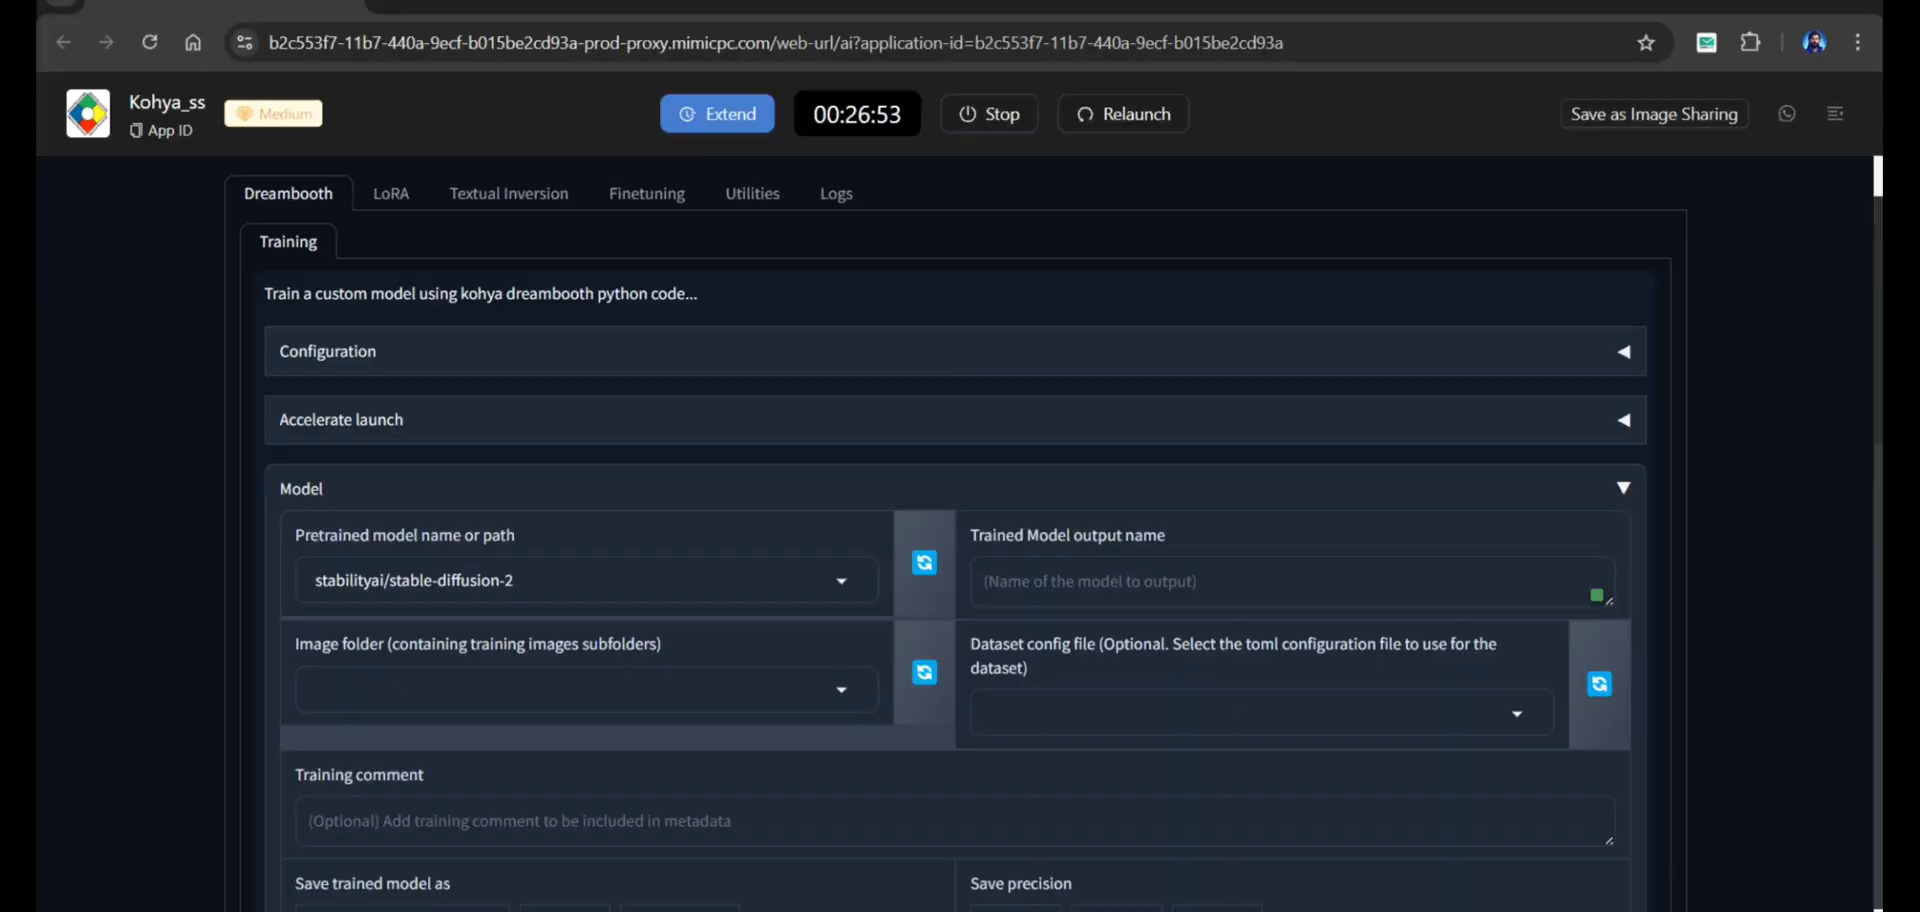 b2c553f7-11b7-440a-9ecf-b015be2cd93a-prod-proxy.mimicpc.com/web-url/ai?application-id=b2c553f7-11b7-440a-9ecf-b015be2cd93a
Kohya_ss
App ID
Medium
Extend
00:26:53
Stop
Relaunch
Save as Image Sharing
Dreambooth
LoRA
Textual Inversion
Finetuning
Utilities
Logs
Training
Train a custom model using kohya dreambooth python code...
Configuration
Accelerate launch
Model
Pretrained model name or path
stabilityai/stable-diffusion-2
Trained Model output name
(Name of the model to output)
Image folder (containing training images subfolders)
Dataset config file (Optional. Select the toml configuration file to use for the
dataset)
Training comment
(Optional) Add training comment to be included in metadata
Save trained model as
Save precision